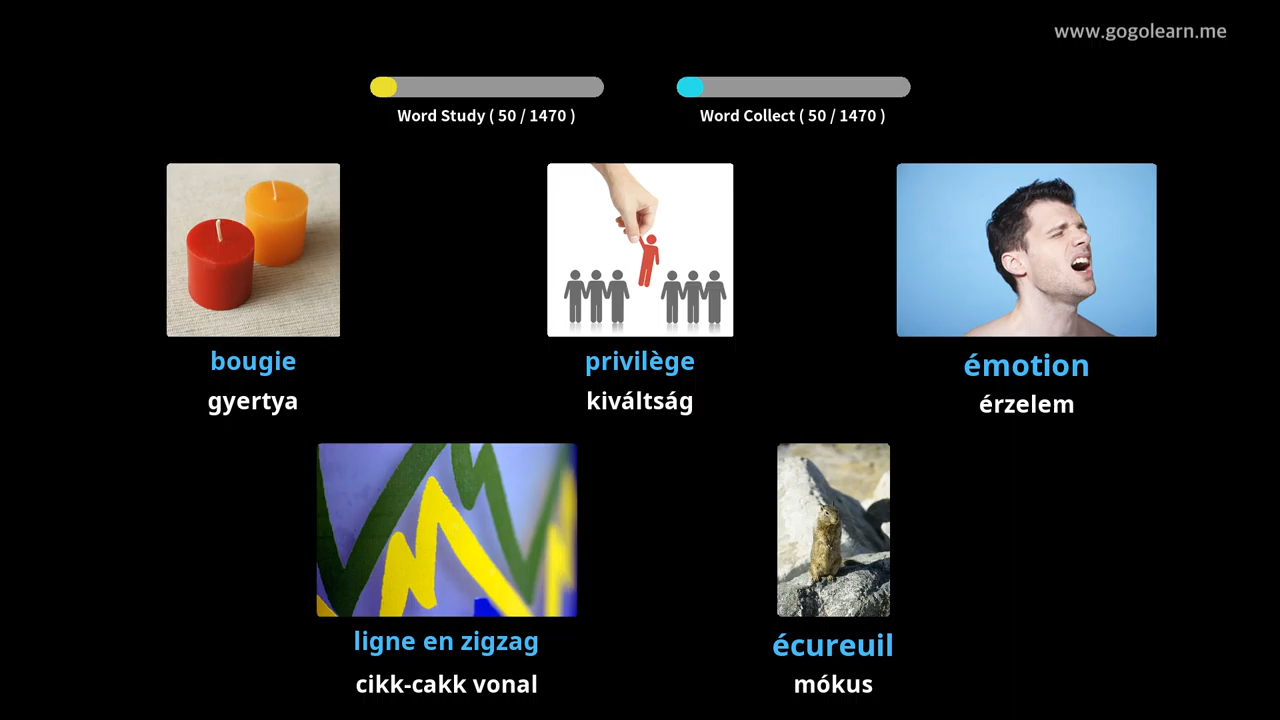 www.gogolearn.me
Word Study ( 50 / 1470 )
Word Collect ( 50 / 1470 )
bougie
gyertya
privilège
kiváltság
émotion
érzelem
ligne en zigzag
cikk-cakk vonal
écureuil
mókus